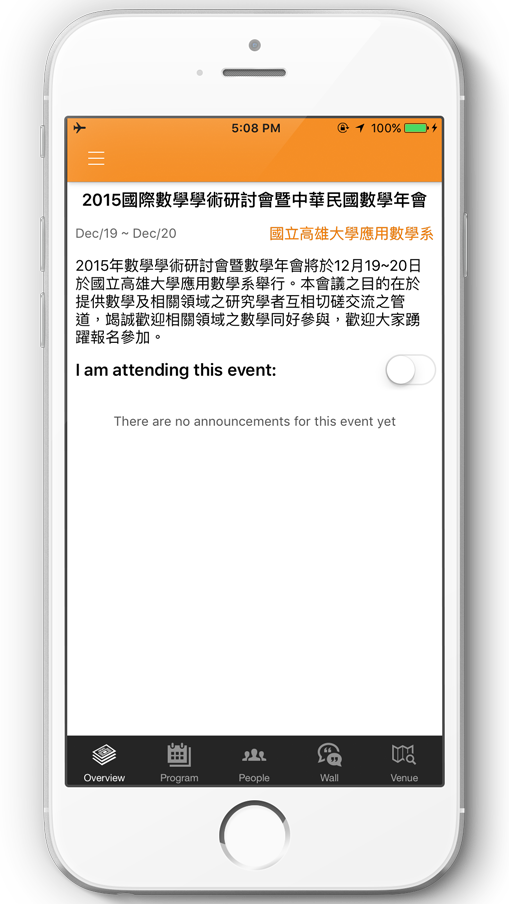 5:08 PM
100%
2015國際數學學術研討會暨中華民國數學年會
Dec/19 ~ Dec/20
國立高雄大學應用數學系
2015年數學學術研討會暨數學年會將於12月19~20日
於國立高雄大學應用數學系舉行。本會議之目的在於
提供數學及相關領域之研究學者互相切磋交流之管
道，竭誠歡迎相關領域之數學同好參與，歡迎大家踴
躍報名參加。
I am attending this event:
There are no announcements for this event yet
Overview
Program
People
Wall
Venue